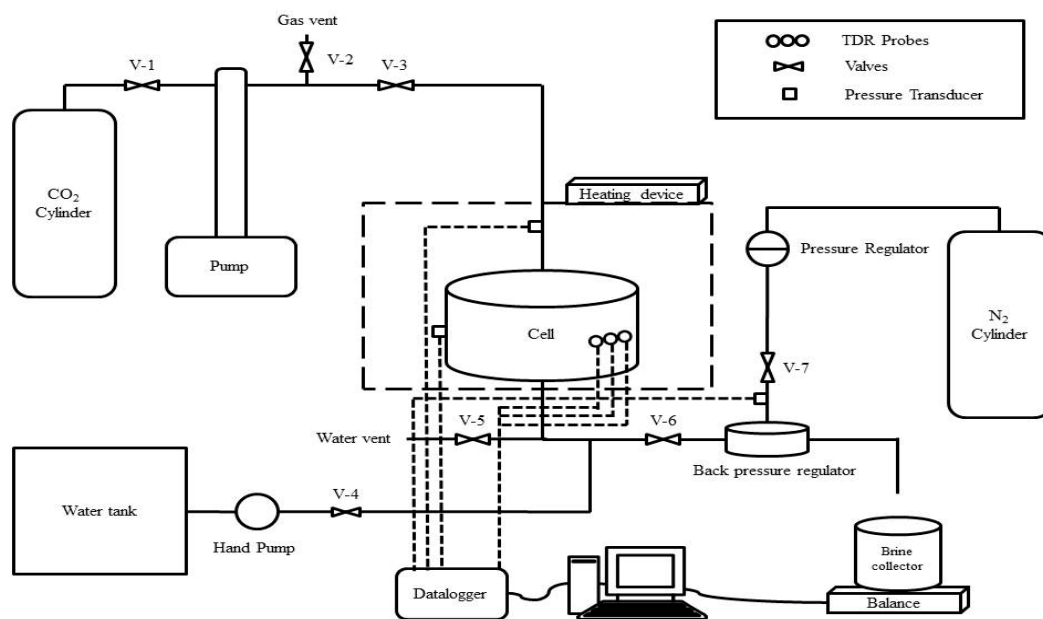 Gas vent
V-1
V-2
V-3
TDR Probes
Valves
Pressure Transducer
CO₂
Cylinder
Pump
Heating device
Pressure Regulator
N₂
Cylinder
Cell
V-7
V-5
V-6
Water vent
Back pressure regulator
Water tank
V-4
Hand Pump
Brine
collector
Datalogger
Balance